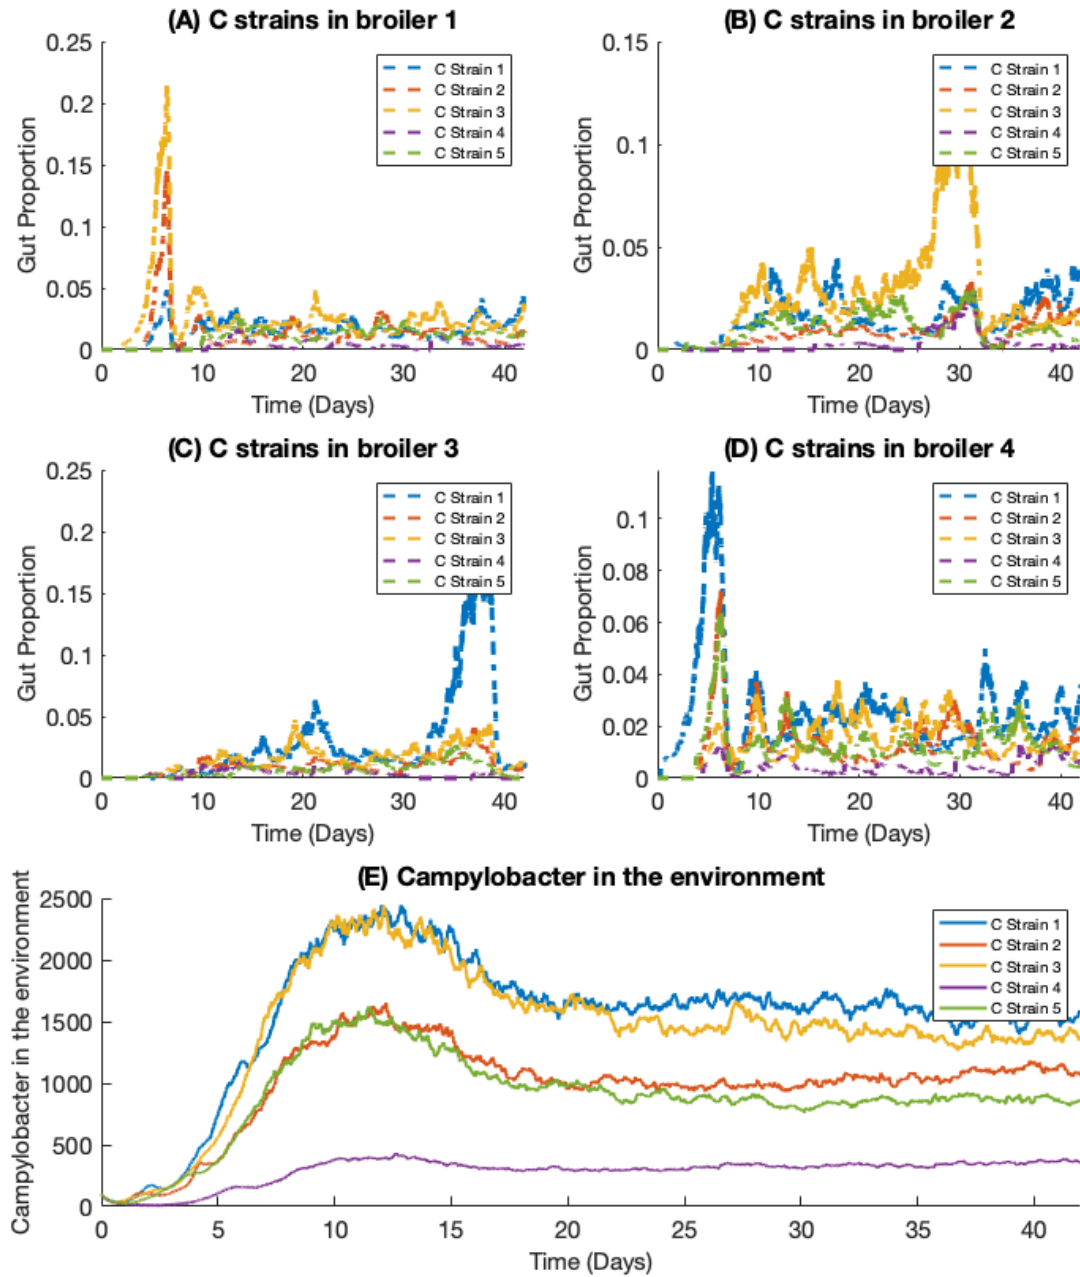 (A) C strains in broiler 1
Gut Proportion
0.25
0.2
0.15
0.1
0.05
0
0 10 20 30 40
Time (Days)
C Strain 1
C Strain 2
C Strain 3
C Strain 4
C Strain 5
(B) C strains in broiler 2
Gut Proportion
0.15
0.1
0.05
0
0 10 20 30 40
Time (Days)
C Strain 1
C Strain 2
C Strain 3
C Strain 4
C Strain 5
(C) C strains in broiler 3
Gut Proportion
0.25
0.2
0.15
0.1
0.05
0
0 10 20 30 40
Time (Days)
C Strain 1
C Strain 2
C Strain 3
C Strain 4
C Strain 5
(D) C strains in broiler 4
Gut Proportion
0.1
0.08
0.06
0.04
0.02
0
0 10 20 30 40
Time (Days)
C Strain 1
C Strain 2
C Strain 3
C Strain 4
C Strain 5
(E) Campylobacter in the environment
Campylobacter in the environment
2500
2000
1500
1000
500
0
0 5 10 15 20 25 30 35 40
Time (Days)
C Strain 1
C Strain 2
C Strain 3
C Strain 4
C Strain 5